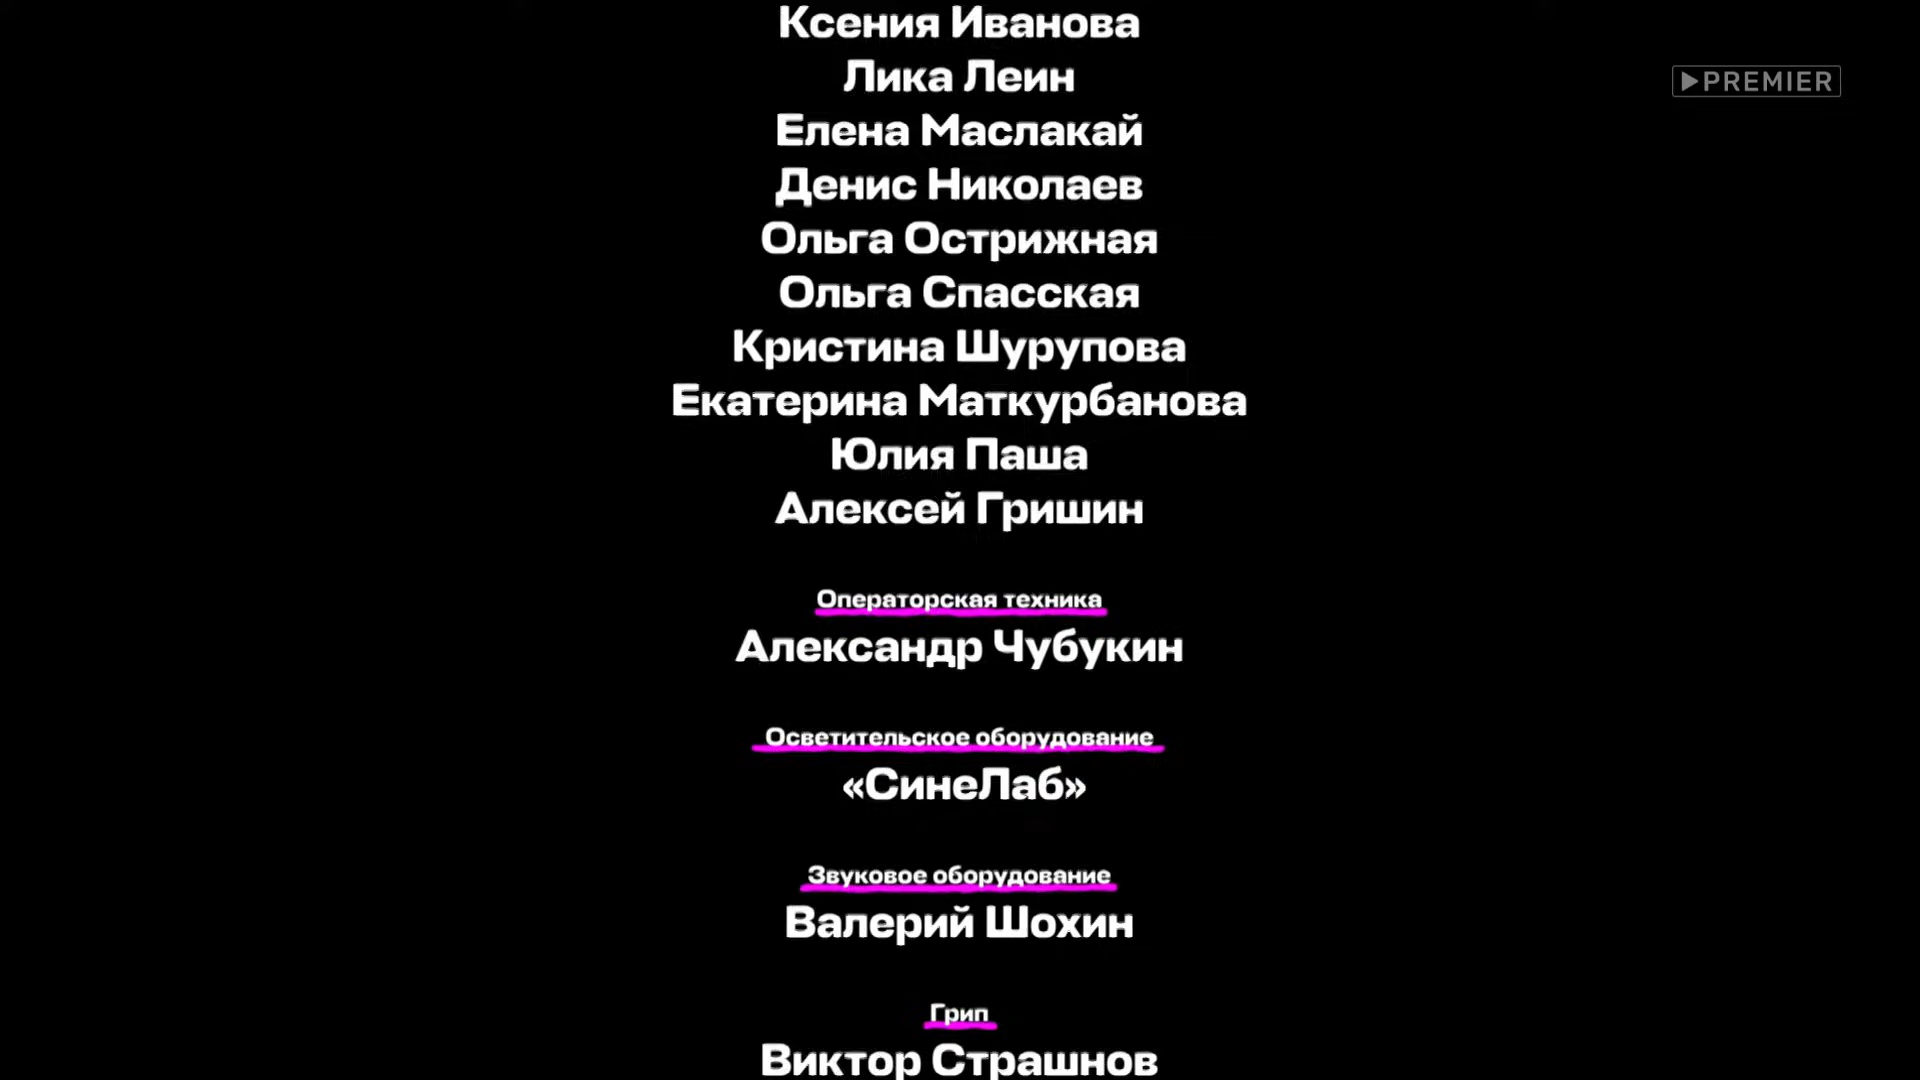 Ксения Иванова
Лика Леин
Елена Маслакай
Денис Николаев
Ольга Острижная
Ольга Спасская
Кристина Шурупова
Екатерина Маткурбанова
Юлия Паша
Алексей Гришин
Операторская техника
Александр Чубукин
Осветительское оборудование
«СинеЛаб»
Звуковое оборудование
Валерий Шохин
Грип
Виктор Страшнов
PREMIER